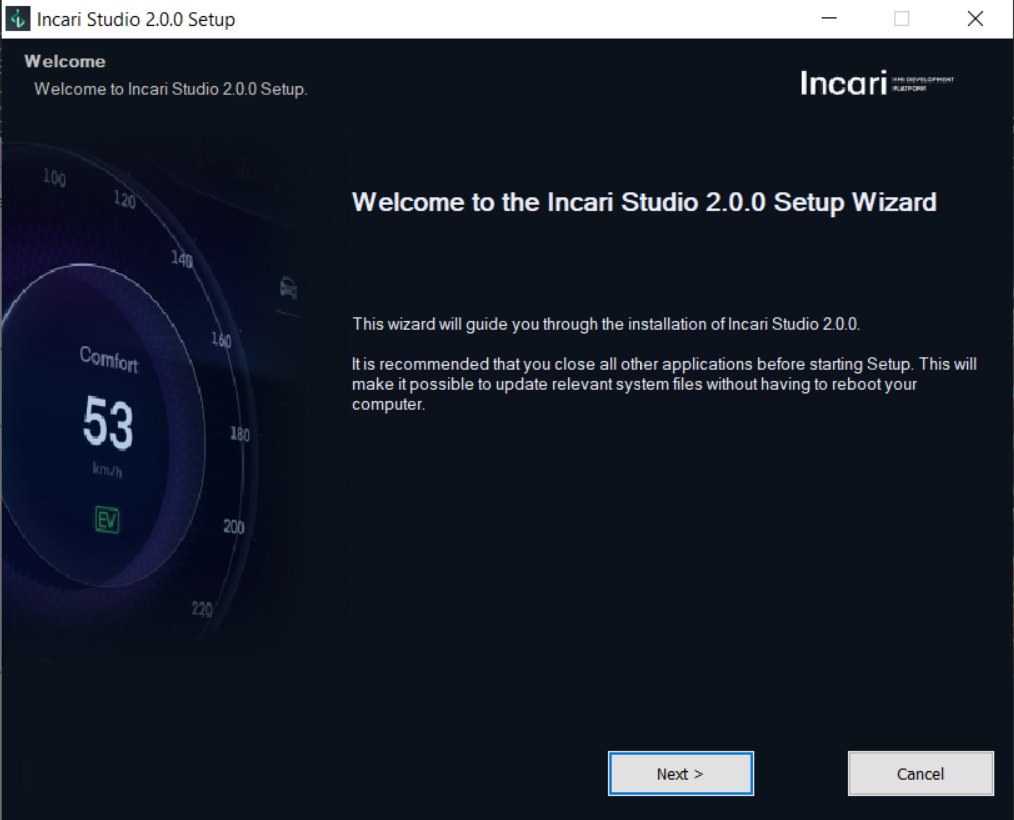 Incari Studio 2.0.0 Setup
Welcome
Welcome to Incari Studio 2.0.0 Setup.
Incari HMI DEVELOPMENT
PLATFORM
100
120
140
160
180
200
220
Comfort
53
km/h
EV
Welcome to the Incari Studio 2.0.0 Setup Wizard
This wizard will guide you through the installation of Incari Studio 2.0.0.
It is recommended that you close all other applications before starting Setup. This will
make it possible to update relevant system files without having to reboot your
computer.
Next >
Cancel